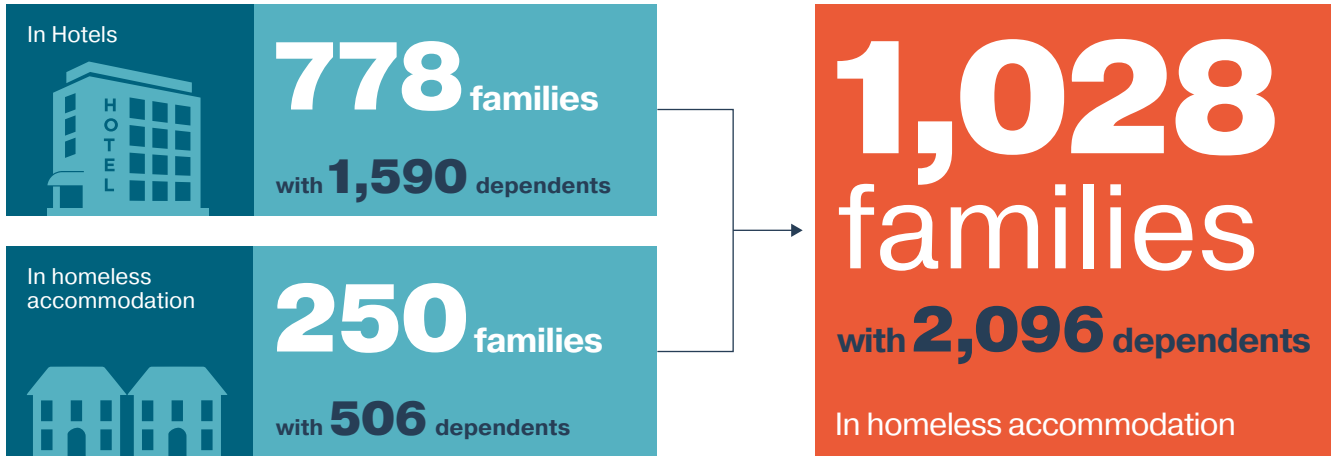 In Hotels
HOTEL
778 families
with 1,590 dependents
In homeless
accommodation
250 families
with 506 dependents
1,028
families
with 2,096 dependents
In homeless accommodation